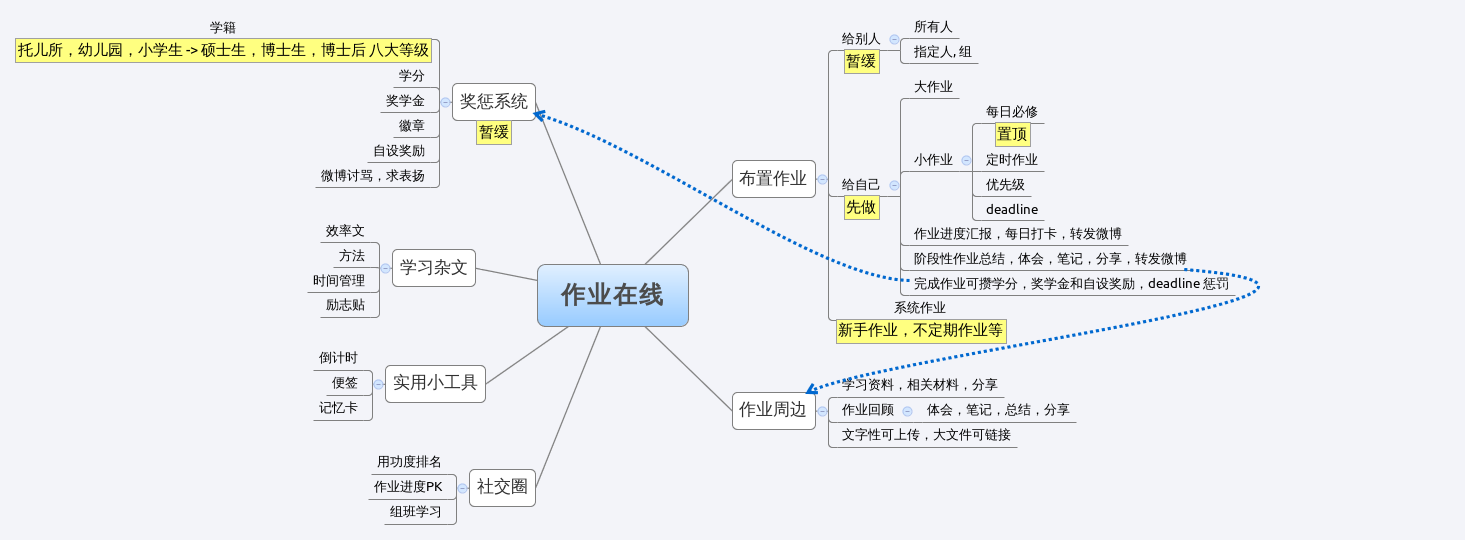 作业在线
布置作业
给别人
暂缓
所有人
指定人, 组
给自己
先做
大作业
小作业
每日必修
置顶
定时作业
优先级
deadline
作业进度汇报，每日打卡，转发微博
阶段性作业总结，体会，笔记，分享，转发微博
完成作业可攒学分，奖学金和自设奖励，deadline 惩罚
系统作业
新手作业，不定期作业等
作业周边
学习资料，相关材料，分享
作业回顾
体会，笔记，总结，分享
文字性可上传，大文件可链接
奖惩系统
暂缓
学籍
托儿所，幼儿园，小学生 -> 硕士生，博士生，博士后 八大等级
学分
奖学金
徽章
自设奖励
微博讨骂，求表扬
学习杂文
效率文
方法
时间管理
励志贴
实用小工具
倒计时
便签
记忆卡
社交圈
用功度排名
作业进度PK
组班学习